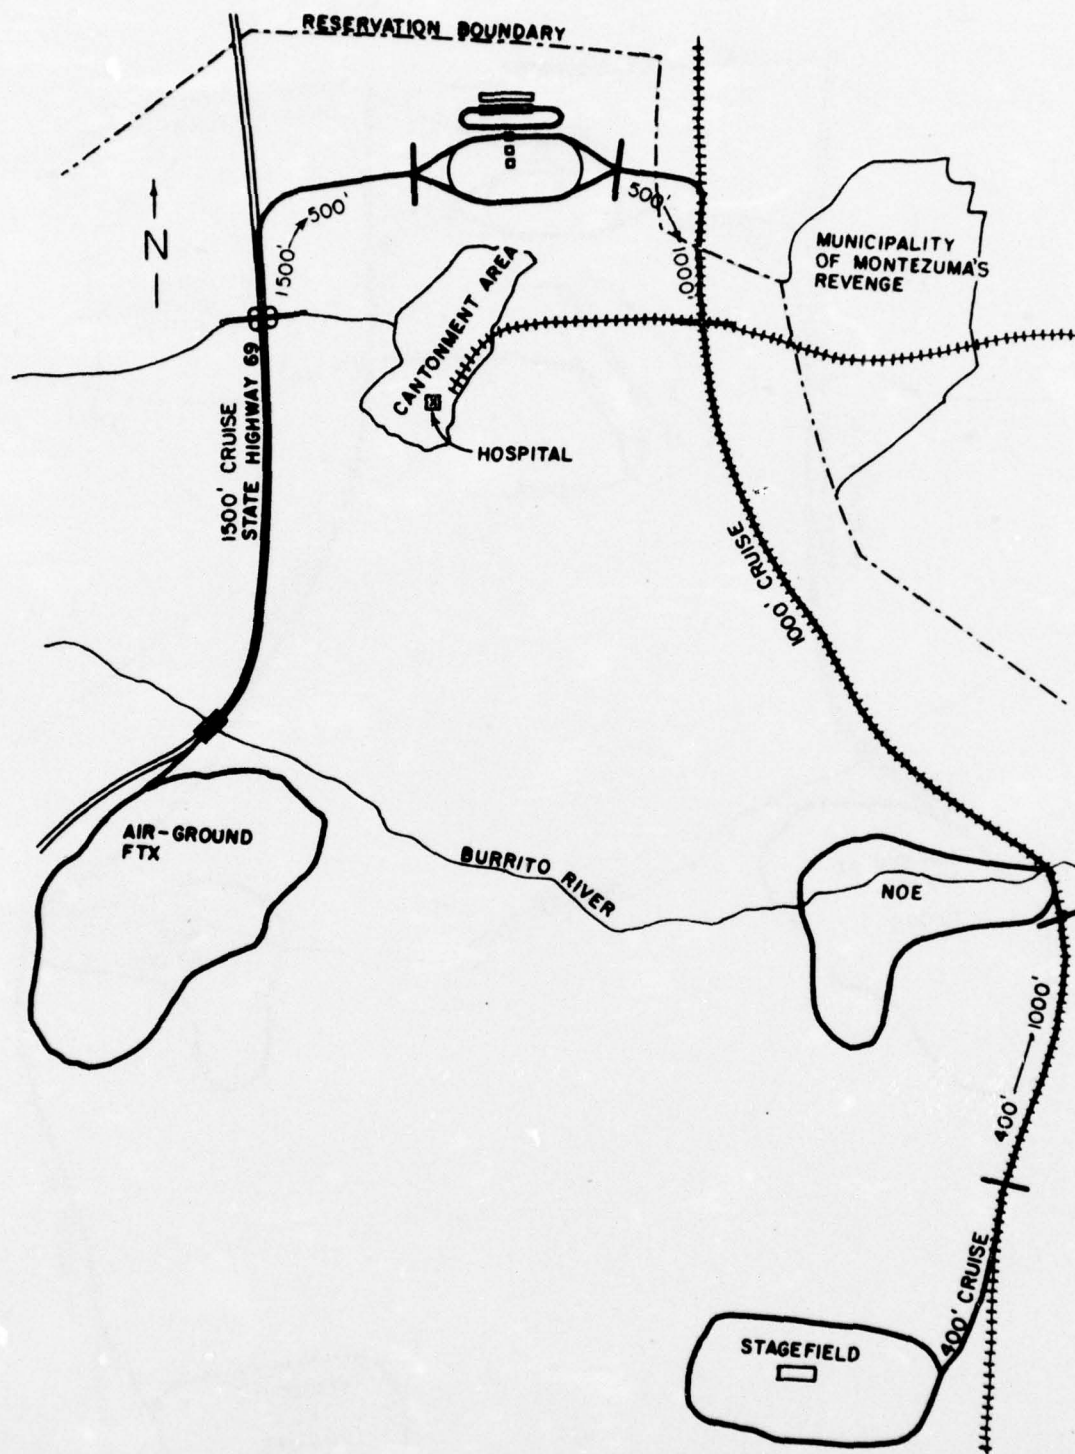 RESERVATION BOUNDARY
N
1500' 500'
500' 1000'
MUNICIPALITY
OF MONTEZUMA'S
REVENGE
CANTONMENT AREA
HOSPITAL
1500' CRUISE
STATE HIGHWAY 69
1000' CRUISE
AIR-GROUND
FTX
BURRITO RIVER
NOE
400' 1000'
400' CRUISE
STAGEFIELD